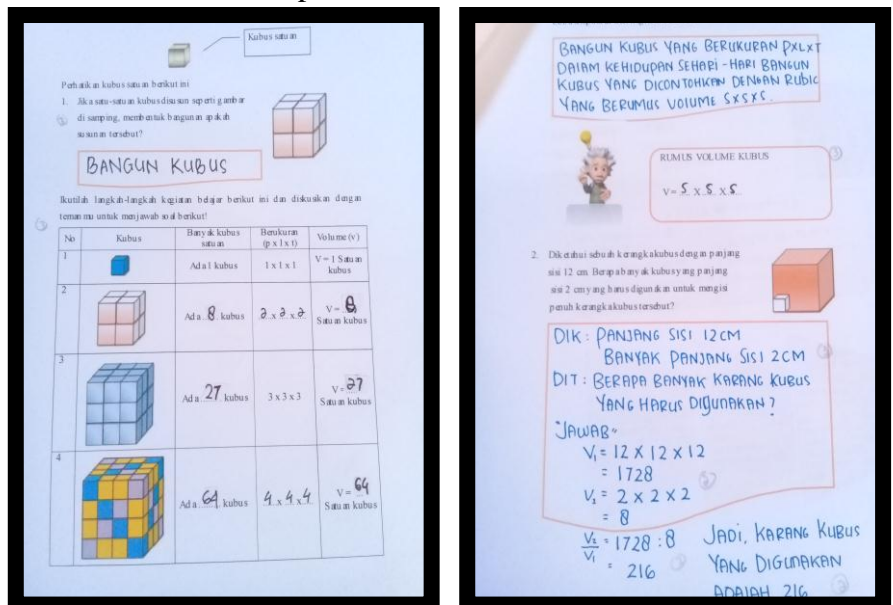 Kubus satuan
Perhatikan kubus satuan berikut ini
1. Jika satu-satuan kubus disusun seperti gambar
di samping, membentuk bangunan apakah
susunan tersebut?
BANGUN KUBUS
Ikutilah langkah-langkah kegiatan belajar berikut ini dan diskusikan dengan
teman mu untuk menjawab soal berikut!
No Kubus Banyak kubus satuan Berukuran (p x l x t) Volume (v)
1 Ada 1 kubus 1 x 1 x 1 V = 1 Satuan kubus
2 Ada 8 kubus 2 x 2 x 2 V = 8 Satuan kubus
3 Ada 27 kubus 3 x 3 x 3 V = 27 Satuan kubus
4 Ada 64 kubus 4 x 4 x 4 V = 64 Satuan kubus
BANGUN KUBUS YANG BERUKURAN PXLXT
DALAM KEHIDUPAN SEHARI-HARI BANGUN
KUBUS YANG DICONTOHKAN DENGAN RUBIC
YANG BERUMUS VOLUME SXSXS.
RUMUS VOLUME KUBUS
V = S X S X S
2. Diketahui sebuah kerangka kubus dengan panjang
sisi 12 cm. Berapa banyak kubus yang panjang
sisi 2 cm yang harus digunakan untuk mengisi
penuh kerangka kubus tersebut?
DIK : PANJANG SISI 12CM
BANYAK PANJANG SISI 2CM
DIT : BERAPA BANYAK KARANG KUBUS
YANG HARUS DIGUNAKAN ?
JAWAB
V₁ = 12 X 12 X 12
= 1728
V₂ = 2 X 2 X 2
= 8
V₂/V₁ = 1728 : 8
= 216
JADI, KARANG KUBUS
YANG DIGUNAKAN
ADALAH 216